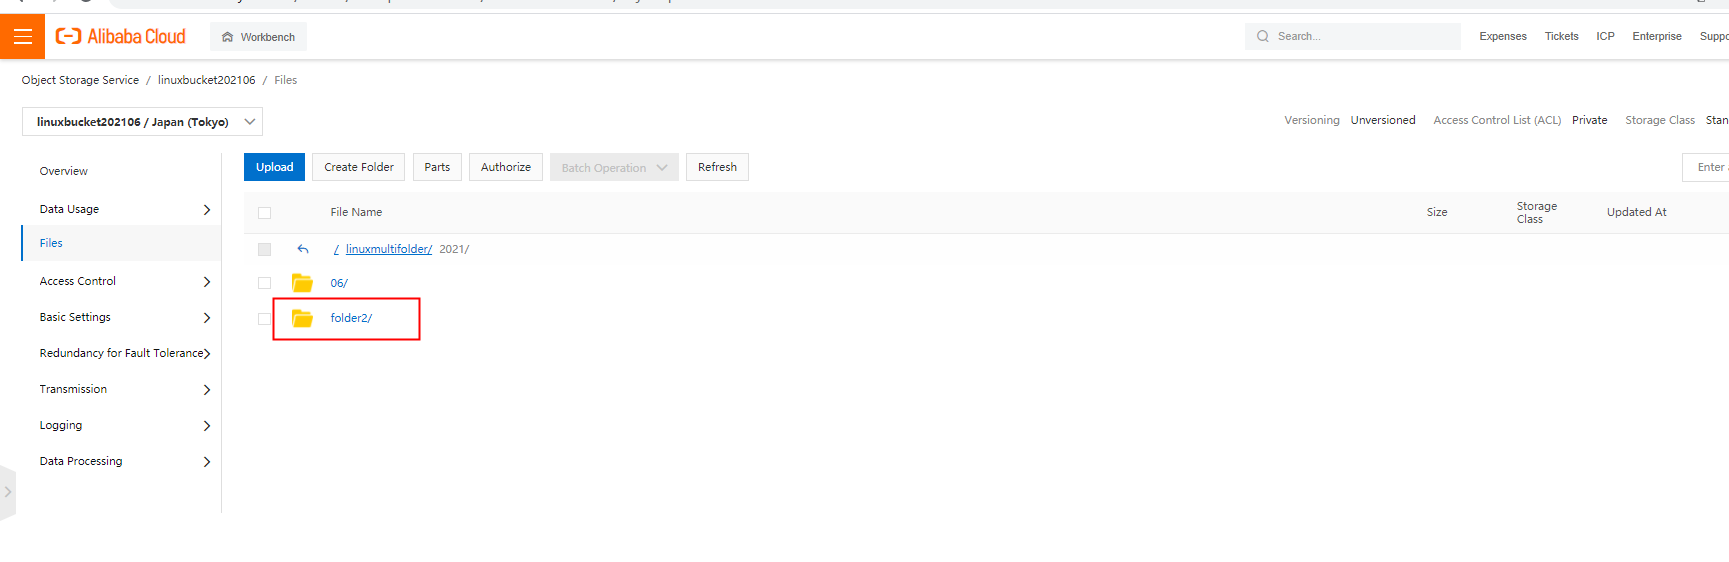 Alibaba Cloud Workbench Search... Expenses Tickets ICP Enterprise
Object Storage Service / linuxbucket202106 / Files
linuxbucket202106 / Japan (Tokyo) Versioning Unversioned Access Control List (ACL) Private Storage Class
Overview
Data Usage
Files
Access Control
Basic Settings
Redundancy for Fault Tolerance
Transmission
Logging
Data Processing
Upload Create Folder Parts Authorize Batch Operation Refresh Enter
File Name Size Storage Class Updated At
/ linuxmultifolder/ 2021/
06/
folder2/